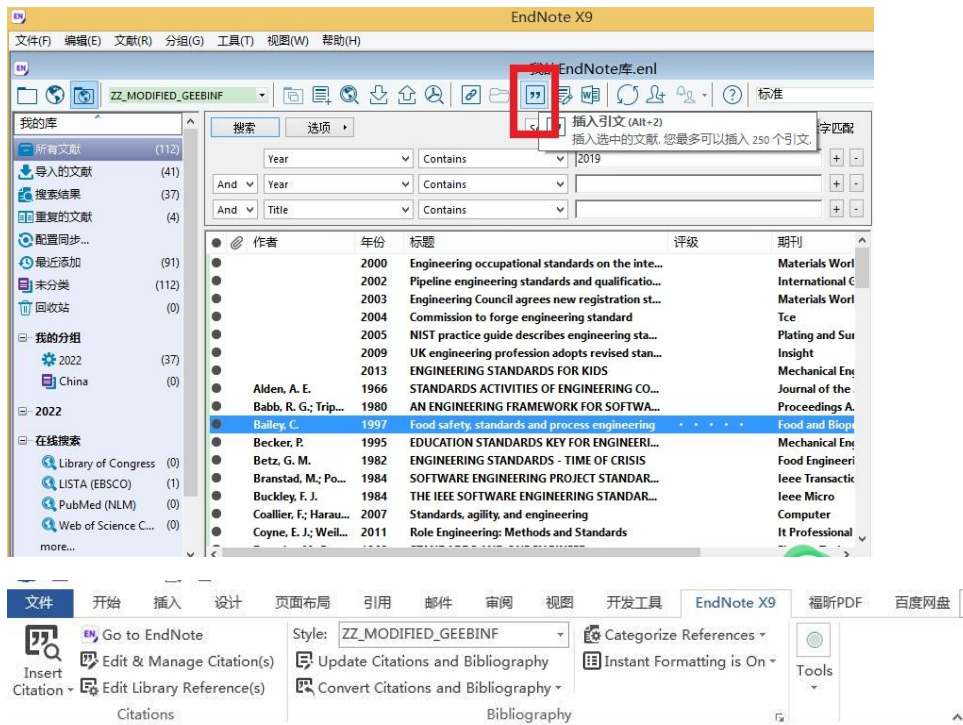 EndNote X9
文件(F) 编辑(E) 文献(R) 分组(G) 工具(T) 视图(W) 帮助(H)
我的EndNote库.enl
ZZ_MODIFIED_GEEBINF 标准
我的库 搜索 选项 插入引文 (Alt+2) 字匹配
插入选中的文献. 您最多可以插入 250 个引文.
所有文献 (112) Year Contains 2019
导入的文献 (41)
搜索结果 (37) And Year Contains
重复的文献 (4) And Title Contains
配置同步... 作者 年份 标题 评级 期刊
最近添加 (91) 2000 Engineering occupational standards on the inte... Materials Worl
未分类 (112) 2002 Pipeline engineering standards and qualificatio... International
回收站 (0) 2003 Engineering Council agrees new registration st... Materials Worl
2004 Commission to forge engineering standard Tce
我的分组 2005 NIST practice guide describes engineering sta... Plating and Sur
2022 (37) 2009 UK engineering profession adopts revised stan... Insight
China (0) 2013 ENGINEERING STANDARDS FOR KIDS Mechanical Eng
Alden, A. E. 1966 STANDARDS ACTIVITIES OF ENGINEERING CO... Journal of the
2022 Babb, R. G.; Trip... 1980 AN ENGINEERING FRAMEWORK FOR SOFTWA... Proceedings A.
Bailey, C. 1997 Food safety, standards and process engineering Food and Biopr
在线搜索 Becker, P. 1995 EDUCATION STANDARDS KEY FOR ENGINEERI... Mechanical Eng
Library of Congress (0) Betz, G. M. 1982 ENGINEERING STANDARDS - TIME OF CRISIS Food Engineeri
LISTA (EBSCO) (1) Branstad, M.; Po... 1984 SOFTWARE ENGINEERING PROJECT STANDAR... Ieee Transactic
PubMed (NLM) (0) Buckley, F. J. 1984 THE IEEE SOFTWARE ENGINEERING STANDAR... Ieee Micro
Web of Science C... (0) Coallier, F.; Harau... 2007 Standards, agility, and engineering Computer
more... Coyne, E. J.; Weil... 2011 Role Engineering: Methods and Standards It Professional
文件 开始 插入 设计 页面布局 引用 邮件 审阅 视图 开发工具 EndNote X9 福昕PDF 百度网盘
Go to EndNote Style: ZZ_MODIFIED_GEEBINF Categorize References
Insert Citation Edit & Manage Citation(s) Update Citations and Bibliography Instant Formatting is On Tools
Edit Library Reference(s) Convert Citations and Bibliography
Citations Bibliography